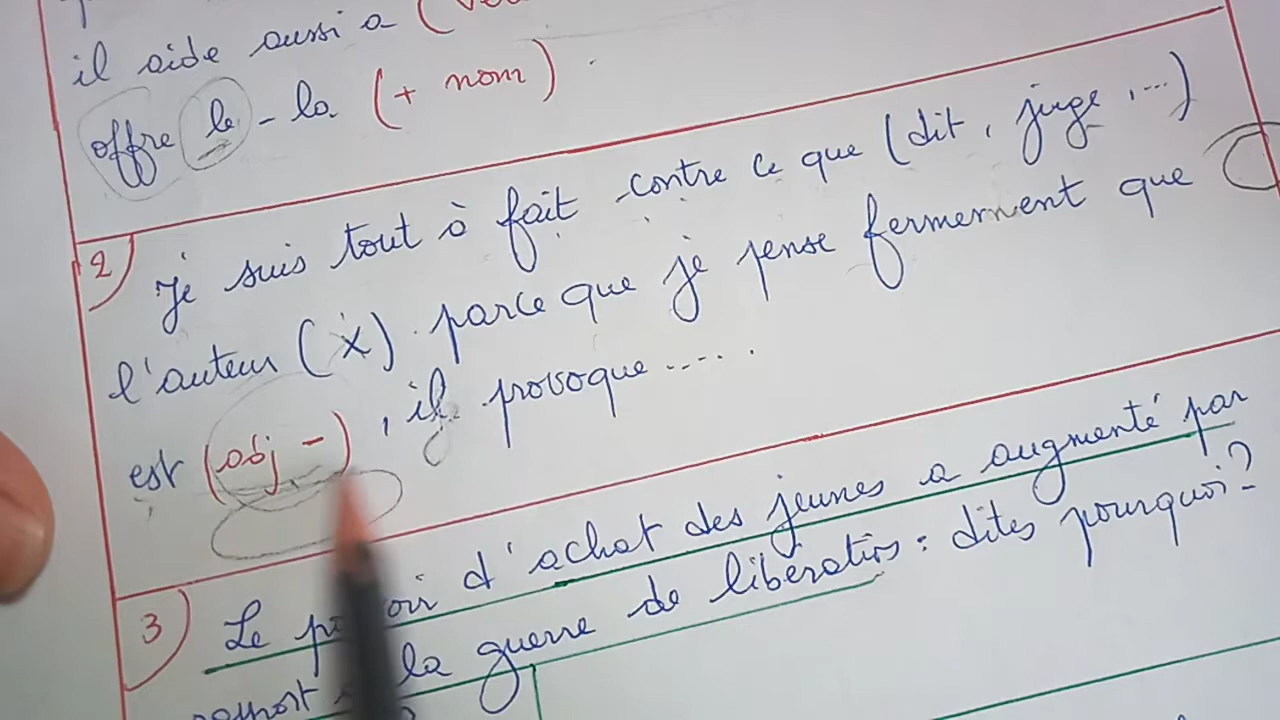 il aide aussi a (
offre le - la (+ nom)
2) Je suis tout à fait contre ce que (dit, juge, ...)
l'auteur (X) parce que je pense fermement que
est (adj -), il provoque .....
3) Le pouvoir d'achat des jeunes a augmenté par
la guerre de libération : dites pourquoi ?